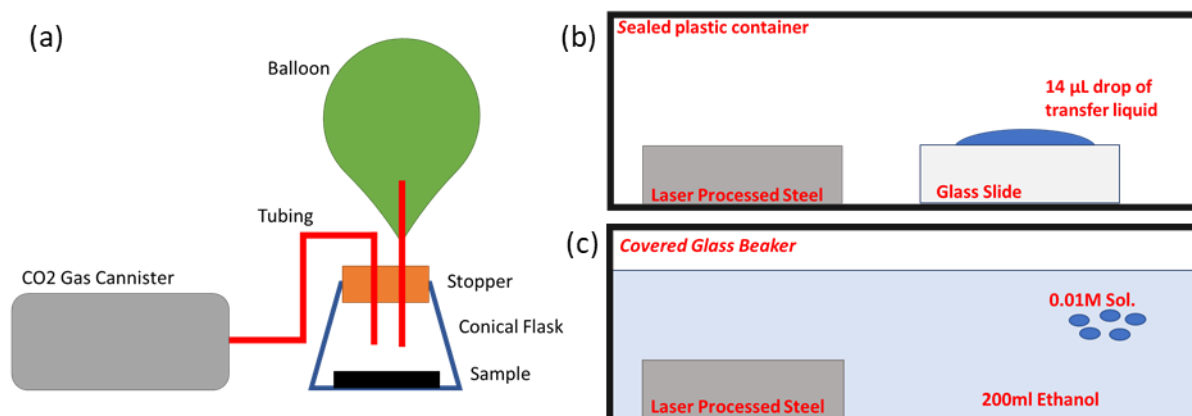 (a)
Balloon
Tubing
CO2 Gas Cannister
Stopper
Conical Flask
Sample
(b)
Sealed plastic container
14 µL drop of
transfer liquid
Laser Processed Steel
Glass Slide
(c)
Covered Glass Beaker
0.01M Sol.
200ml Ethanol
Laser Processed Steel